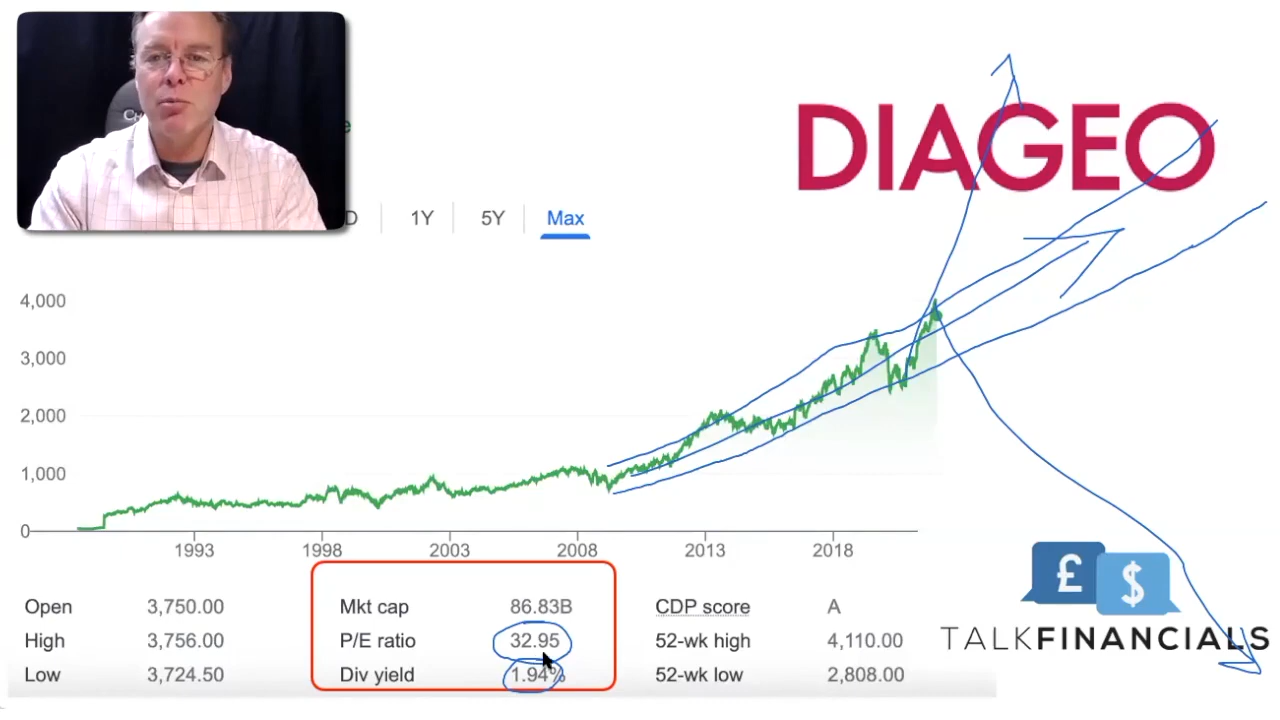 DIAGEO
1Y 5Y Max
4,000
3,000
2,000
1,000
0
1993 1998 2003 2008 2013 2018
Open 3,750.00 Mkt cap 86.83B CDP score A
High 3,756.00 P/E ratio 32.95 52-wk high 4,110.00
Low 3,724.50 Div yield 1.94% 52-wk low 2,808.00
£ $
TALKFINANCIALS